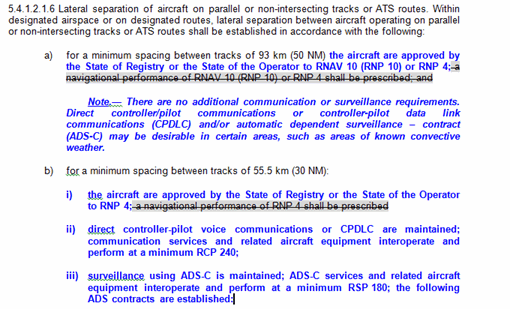 5.4.1.2.1.6 Lateral separation of aircraft on parallel or non-intersecting tracks or ATS routes. Within
designated airspace or on designated routes, lateral separation between aircraft operating on parallel
or non-intersecting tracks or ATS routes shall be established in accordance with the following:
a) for a minimum spacing between tracks of 93 km (50 NM) the aircraft are approved by
the State of Registry or the State of the Operator to RNAV 10 (RNP 10) or RNP 4; a
navigational performance of RNAV 10 (RNP 10) or RNP 4 shall be prescribed; and
Note.— There are no additional communication or surveillance requirements.
Direct controller/pilot communications or controller-pilot data link
communications (CPDLC) and/or automatic dependent surveillance – contract
(ADS-C) may be desirable in certain areas, such as areas of known convective
weather.
b) for a minimum spacing between tracks of 55.5 km (30 NM):
i) the aircraft are approved by the State of Registry or the State of the Operator
to RNP 4; a navigational performance of RNP 4 shall be prescribed
ii) direct controller-pilot voice communications or CPDLC are maintained;
communication services and related aircraft equipment interoperate and
perform at a minimum RCP 240;
iii) surveillance using ADS-C is maintained; ADS-C services and related aircraft
equipment interoperate and perform at a minimum RSP 180; the following
ADS contracts are established: